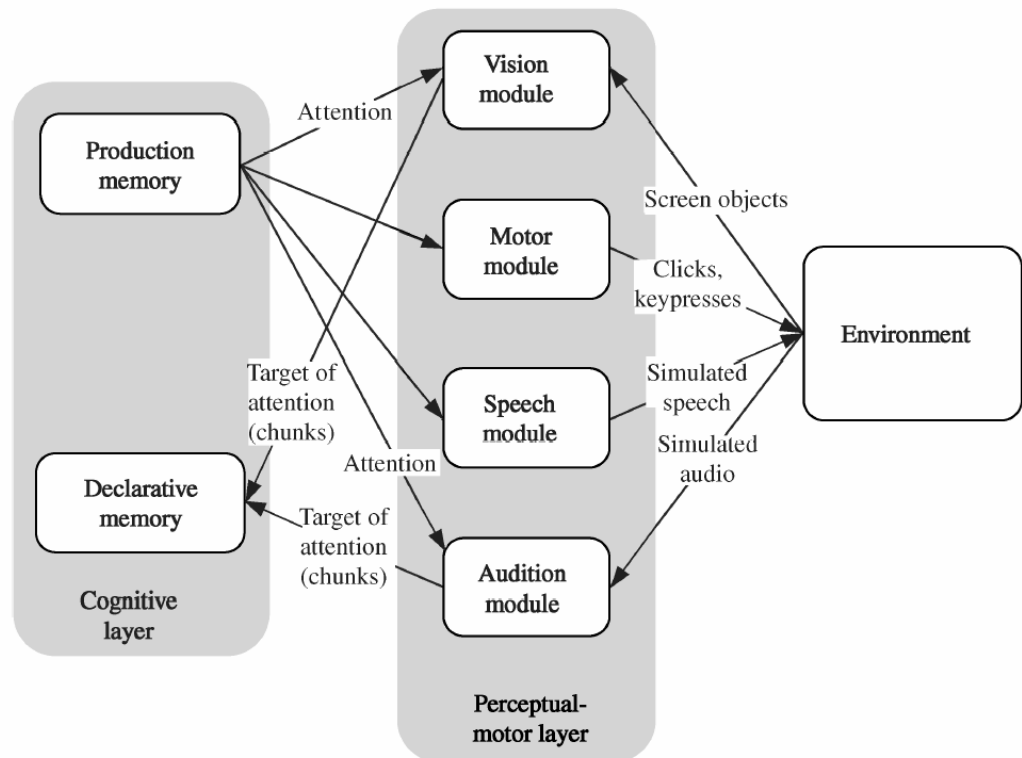 Vision
module
Attention
Production
memory
Screen objects
Motor
module
Clicks,
keypresses
Environment
Target of
attention
(chunks)
Simulated
speech
Speech
module
Simulated
audio
Attention
Declarative
memory
Target of
attention
(chunks)
Audition
module
Cognitive
layer
Perceptual-
motor layer